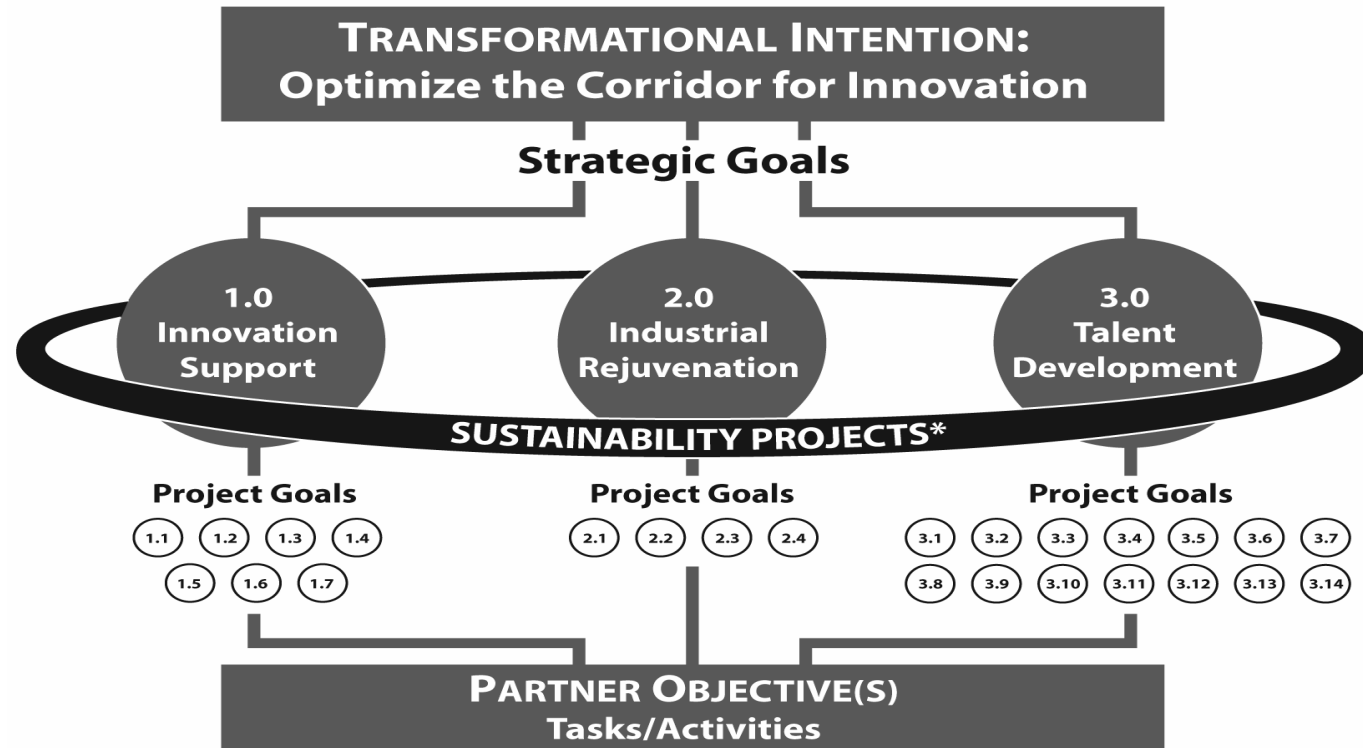 TRANSFORMATIONAL INTENTION:
Optimize the Corridor for Innovation
Strategic Goals
1.0
Innovation
Support
2.0
Industrial
Rejuvenation
3.0
Talent
Development
SUSTAINABILITY PROJECTS*
Project Goals
1.1 1.2 1.3 1.4
1.5 1.6 1.7
Project Goals
2.1 2.2 2.3 2.4
Project Goals
3.1 3.2 3.3 3.4 3.5 3.6 3.7
3.8 3.9 3.10 3.11 3.12 3.13 3.14
PARTNER OBJECTIVE(S)
Tasks/Activities